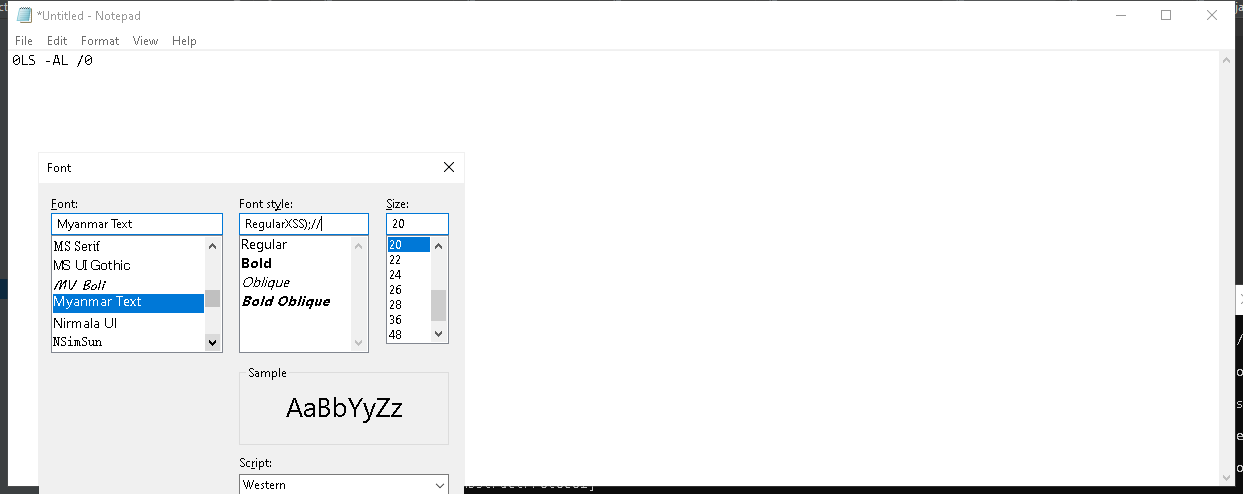 *Untitled - Notepad
File Edit Format View Help
0LS -AL /0
Font
Font: Font style: Size:
Myanmar Text RegularXSS);// 20
MS Serif Regular 20
MS UI Gothic Bold 22
MV Boli Oblique 24
Myanmar Text Bold Oblique 26
Nirmala UI 28
NSimSun 36
48
Sample
AaBbYyZz
Script:
Western